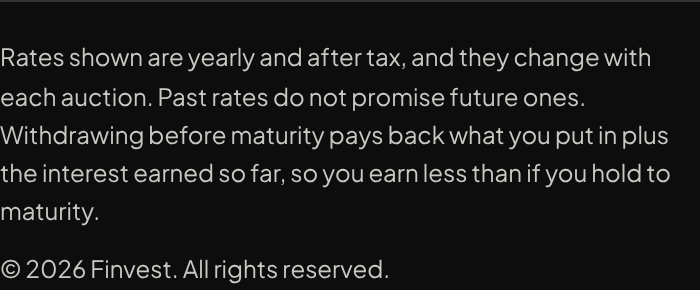 Rates shown are yearly and after tax, and they change with
each auction. Past rates do not promise future ones.
Withdrawing before maturity pays back what you put in plus
the interest earned so far, so you earn less than if you hold to
maturity.
© 2026 Finvest. All rights reserved.